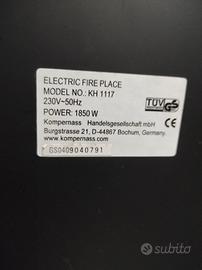 ELECTRIC FIRE PLACE
MODEL NO.: KH 1117
230V~50Hz
POWER: 1850 W
Kompernass Handelsgesellschaft mbH
Burgstrasse 21, D-44867 Bochum, Germany.
www.kompernass.com
TÜV GS
CE
GS0409040791
subito